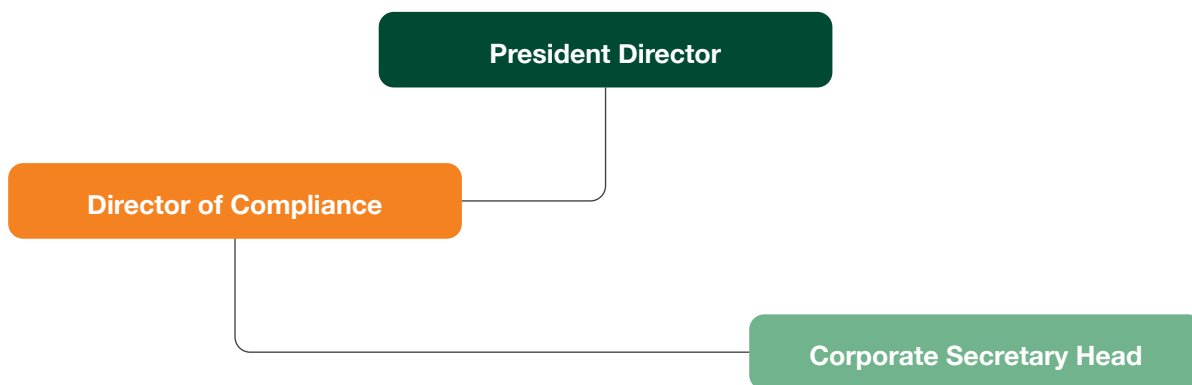 President Director
Director of Compliance
Corporate Secretary Head